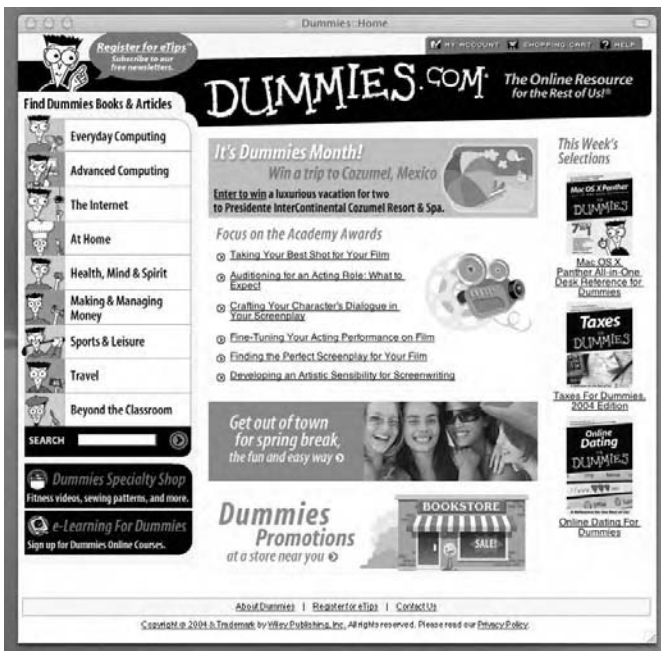 Dummies::Home
Register for eTips™
Subscribe to our
free newsletters.
MY ACCOUNT SHOPPING CART ? HELP
DUMMIES.COM®
The Online Resource
for the Rest of Us!®
Find Dummies Books & Articles
Everyday Computing
Advanced Computing
The Internet
At Home
Health, Mind & Spirit
Making & Managing
Money
Sports & Leisure
Travel
Beyond the Classroom
SEARCH
Dummies Specialty Shop
Fitness videos, sewing patterns, and more.
e-Learning For Dummies
Sign up for Dummies Online Courses.
It's Dummies Month!
Win a trip to Cozumel, Mexico
Enter to win a luxurious vacation for two
to Presidente InterContinental Cozumel Resort & Spa.
Focus on the Academy Awards
Taking Your Best Shot for Your Film
Auditioning for an Acting Role: What to
Expect
Crafting Your Character's Dialogue in
Your Screenplay
Fine-Tuning Your Acting Performance on Film
Finding the Perfect Screenplay for Your Film
Developing an Artistic Sensibility for Screenwriting
Get out of town
for spring break,
the fun and easy way
Dummies
Promotions
at a store near you
BOOKSTORE
SALE!
This Week's
Selections
Mac OS X Panther
DUMMIES
Mac OS X
Panther All-in-One
Desk Reference for
Dummies
Taxes
DUMMIES
Taxes For Dummies,
2004 Edition
Online
Dating
DUMMIES
Online Dating For
Dummies
About Dummies | Register for eTips | Contact Us
Copyright © 2004 & Trademark by Wiley Publishing, Inc. All rights reserved. Please read our Privacy Policy.